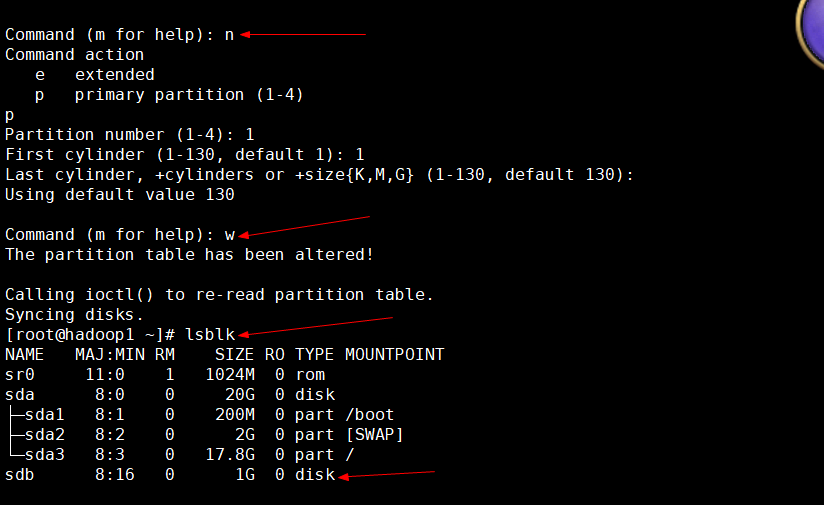 Command (m for help): n
Command action
   e   extended
   p   primary partition (1-4)
p
Partition number (1-4): 1
First cylinder (1-130, default 1): 1
Last cylinder, +cylinders or +size{K,M,G} (1-130, default 130):
Using default value 130
Command (m for help): w
The partition table has been altered!
Calling ioctl() to re-read partition table.
Syncing disks.
[root@hadoop1 ~]# lsblk
NAME   MAJ:MIN RM    SIZE RO TYPE MOUNTPOINT
sr0     11:0    1   1024M  0 rom
sda      8:0    0     20G  0 disk
├─sda1   8:1    0    200M  0 part /boot
├─sda2   8:2    0      2G  0 part [SWAP]
└─sda3   8:3    0   17.8G  0 part /
sdb      8:16   0      1G  0 disk